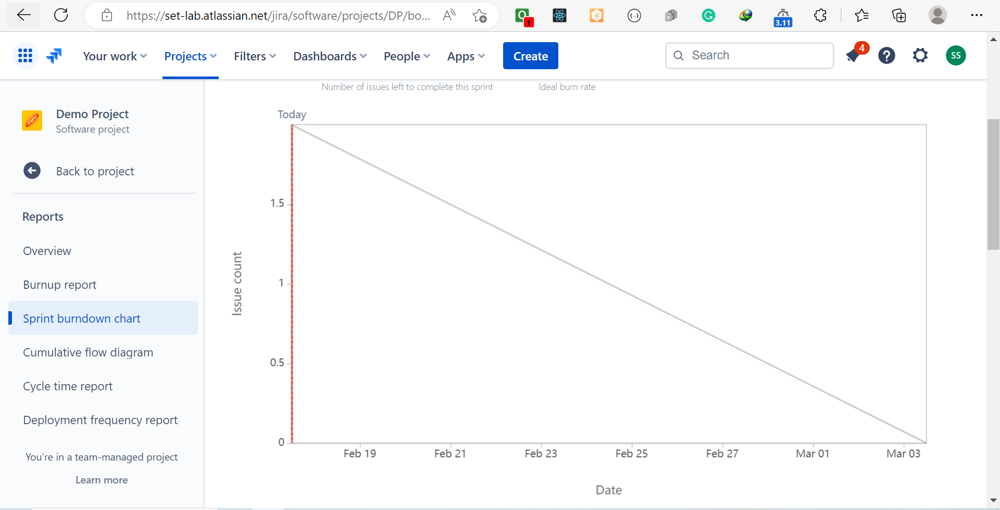 https://set-lab.atlassian.net/jira/software/projects/DP/bo...
1
3.11
Your work
Projects
Filters
Dashboards
People
Apps
Create
Search
4
SS
Demo Project
Software project
Back to project
Reports
Overview
Burnup report
Sprint burndown chart
Cumulative flow diagram
Cycle time report
Deployment frequency report
You're in a team-managed project
Learn more
Number of issues left to complete this sprint
Ideal burn rate
Today
Issue count
1.5
1
0.5
0
Feb 19
Feb 21
Feb 23
Feb 25
Feb 27
Mar 01
Mar 03
Date